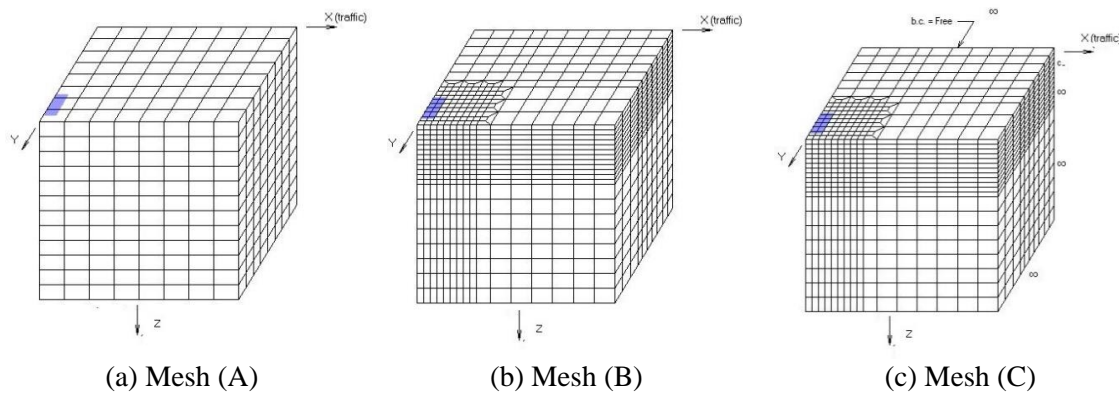 X (traffic)
Y
Z
(a) Mesh (A)
X (traffic)
Y
Z
(b) Mesh (B)
b.c. = Free
∞
X (traffic)
∞
∞
∞
Y
Z
(c) Mesh (C)